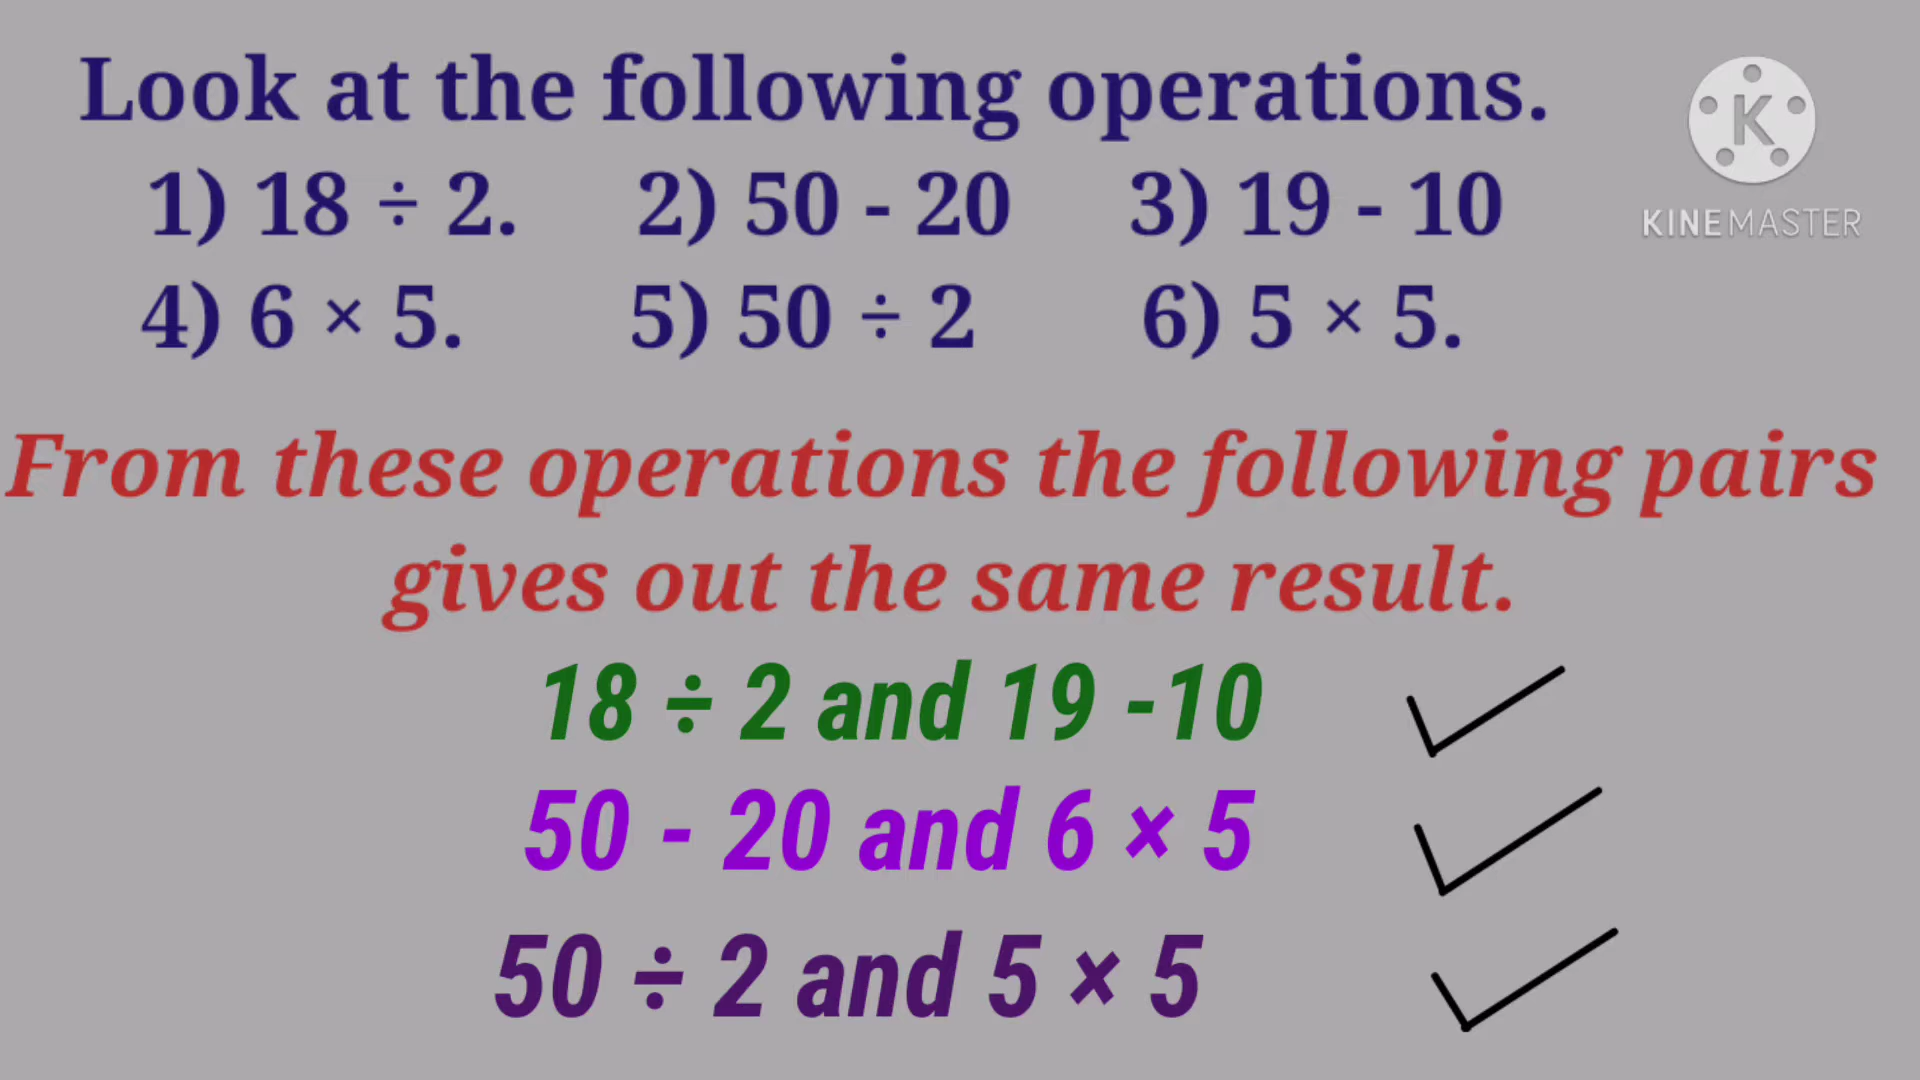 Look at the following operations.
1) 18 ÷ 2. 2) 50 - 20 3) 19 - 10
4) 6 × 5. 5) 50 ÷ 2 6) 5 × 5.
K
KINEMASTER
From these operations the following pairs
gives out the same result.
18 ÷ 2 and 19 -10
50 - 20 and 6 × 5
50 ÷ 2 and 5 × 5